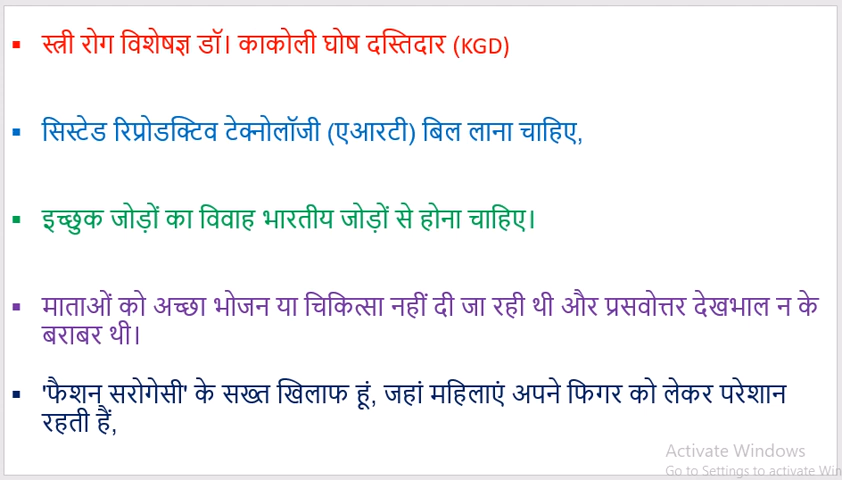 ▪ स्त्री रोग विशेषज्ञ डॉ। काकोली घोष दस्तिदार (KGD)
▪ सिस्टेड रिप्रोडक्टिव टेक्नोलॉजी (एआरटी) बिल लाना चाहिए,
▪ इच्छुक जोड़ों का विवाह भारतीय जोड़ों से होना चाहिए।
▪ माताओं को अच्छा भोजन या चिकित्सा नहीं दी जा रही थी और प्रसवोत्तर देखभाल न के
बराबर थी।
▪ 'फैशन सरोगेसी' के सख्त खिलाफ हूं, जहां महिलाएं अपने फिगर को लेकर परेशान
रहती हैं,
Activate Windows
Go to Settings to activate Win